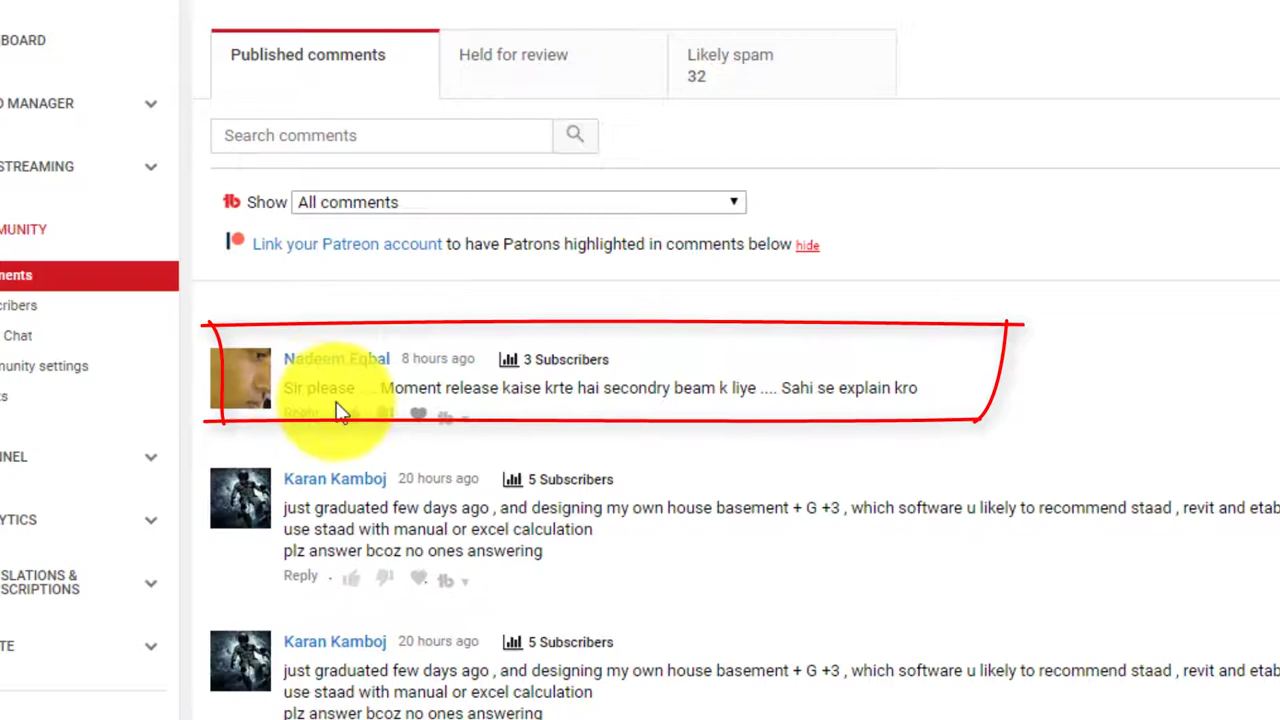 BOARD
Published comments
Held for review
Likely spam
32
MANAGER
Search comments
STREAMING
Show All comments
MUNITY
Link your Patreon account to have Patrons highlighted in comments below hide
ments
cribers
Chat
munity settings
s
Nadeem Eqbal 8 hours ago 3 Subscribers
Sir please .... Moment release kaise krte hai secondry beam k liye .... Sahi se explain kro
Reply
NNEL
Karan Kamboj 20 hours ago 5 Subscribers
just graduated few days ago , and designing my own house basement + G +3 , which software u likely to recommend staad , revit and etab
use staad with manual or excel calculation
plz answer bcoz no ones answering
Reply
YTICS
SLATIONS &
SCRIPTIONS
TE
Karan Kamboj 20 hours ago 5 Subscribers
just graduated few days ago , and designing my own house basement + G +3 , which software u likely to recommend staad , revit and etab
use staad with manual or excel calculation
plz answer bcoz no ones answering